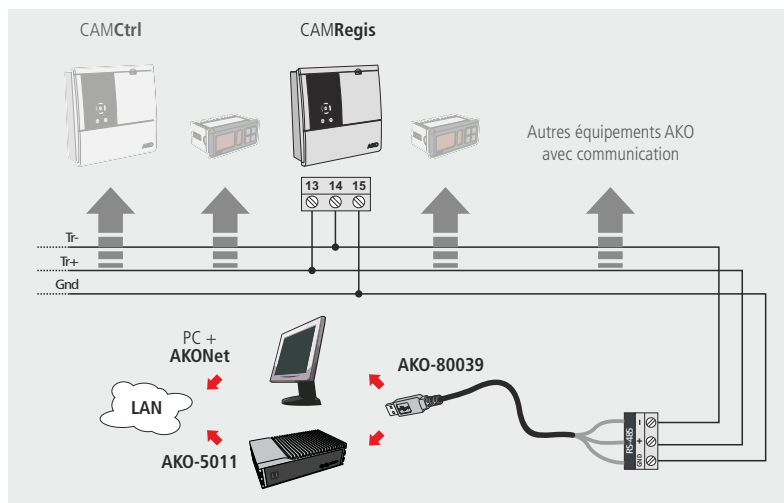 CAMCtrl
CAMRegis
AKO
AKO
Autres équipements AKO
avec communication
13 14 15
Tr-
Tr+
Gnd
PC +
AKONet
AKO-80039
LAN
AKO-5011
RS-485
- 
+
GND